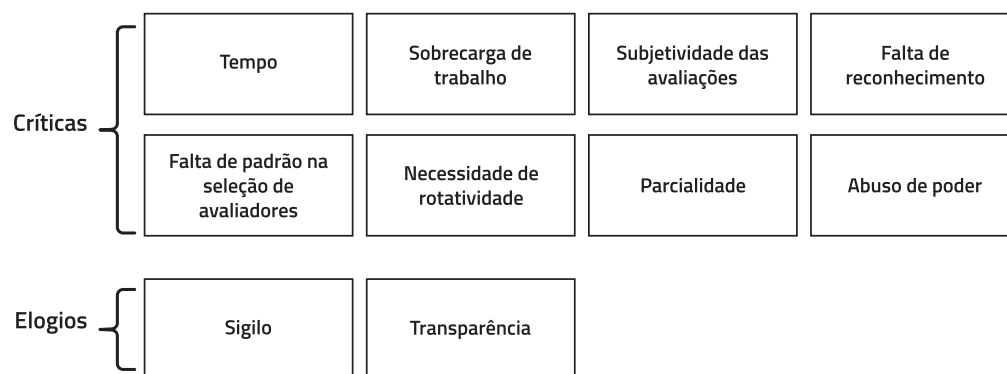 Críticas
Tempo
Sobrecarga de
trabalho
Subjetividade das
avaliações
Falta de
reconhecimento
Falta de padrão na
seleção de
avaliadores
Necessidade de
rotatividade
Parcialidade
Abuso de poder
Elogios
Sigilo
Transparência